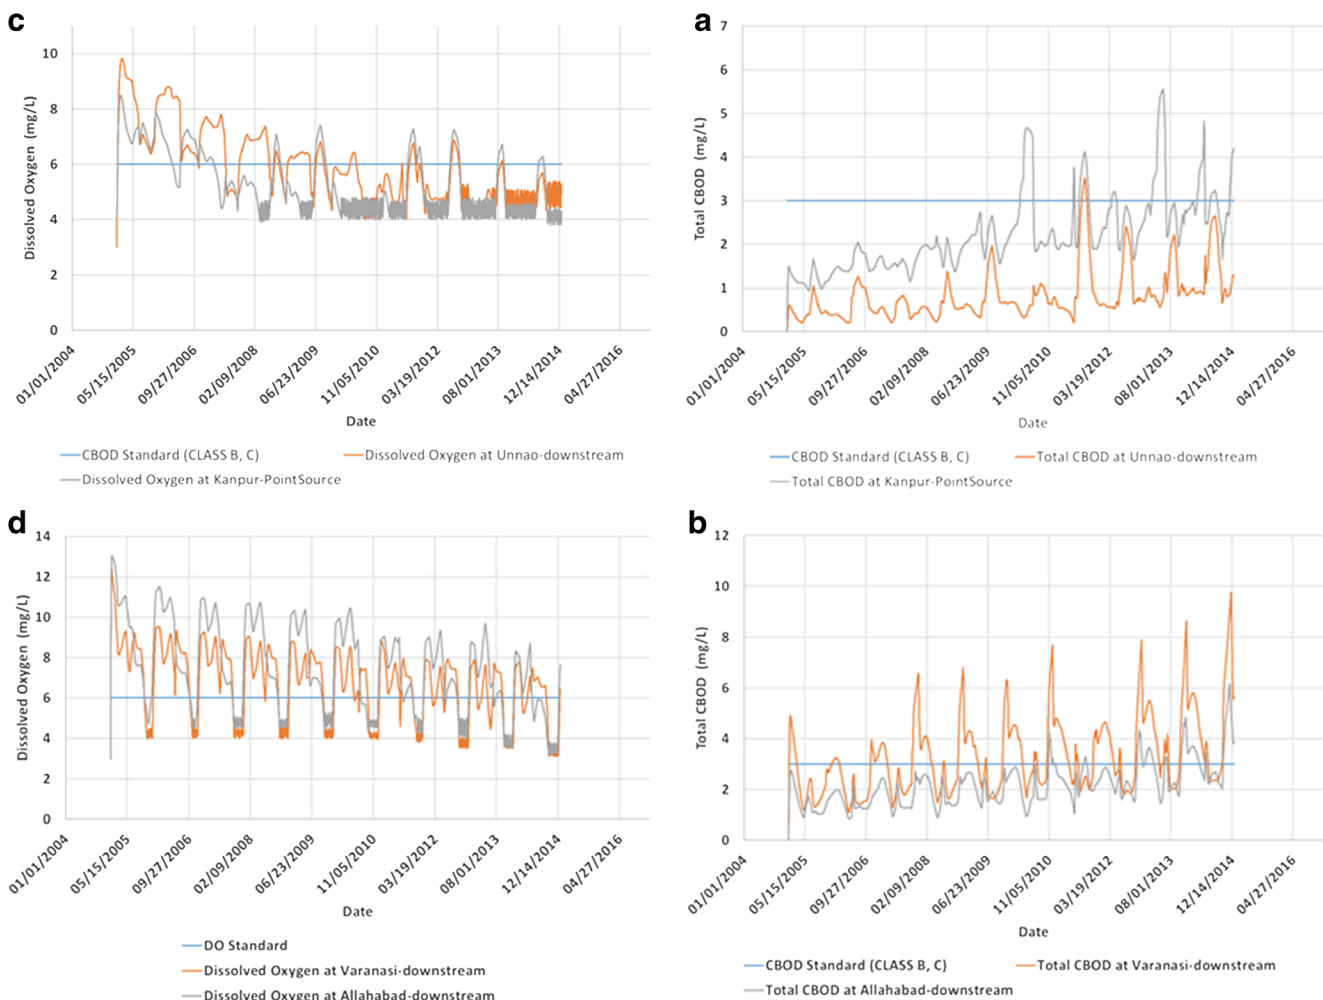 c
Dissolved Oxygen (mg/L)
10
8
6
4
2
0
01/01/2004
05/15/2005
09/27/2006
02/09/2008
06/23/2009
11/05/2010
03/19/2012
08/01/2013
12/14/2014
04/27/2016
Date
CBOD Standard (CLASS B, C)
Dissolved Oxygen at Unnao-downstream
Dissolved Oxygen at Kanpur-PointSource
a
Total CBOD (mg/L)
7
6
5
4
3
2
1
0
01/01/2004
05/15/2005
09/27/2006
02/09/2008
06/23/2009
11/05/2010
03/19/2012
08/01/2013
12/14/2014
04/27/2016
Date
CBOD Standard (CLASS B, C)
Total CBOD at Unnao-downstream
Total CBOD at Kanpur-PointSource
d
Dissolved Oxygen (mg/L)
14
12
10
8
6
4
2
0
01/01/2004
05/15/2005
09/27/2006
02/09/2008
06/23/2009
11/05/2010
03/19/2012
08/01/2013
12/14/2014
04/27/2016
Date
DO Standard
Dissolved Oxygen at Varanasi-downstream
Dissolved Oxygen at Allahabad-downstream
b
Total CBOD (mg/L)
12
10
8
6
4
2
0
01/01/2004
05/15/2005
09/27/2006
02/09/2008
06/23/2009
11/05/2010
03/19/2012
08/01/2013
12/14/2014
04/27/2016
Date
CBOD Standard (CLASS B, C)
Total CBOD at Varanasi-downstream
Total CBOD at Allahabad-downstream